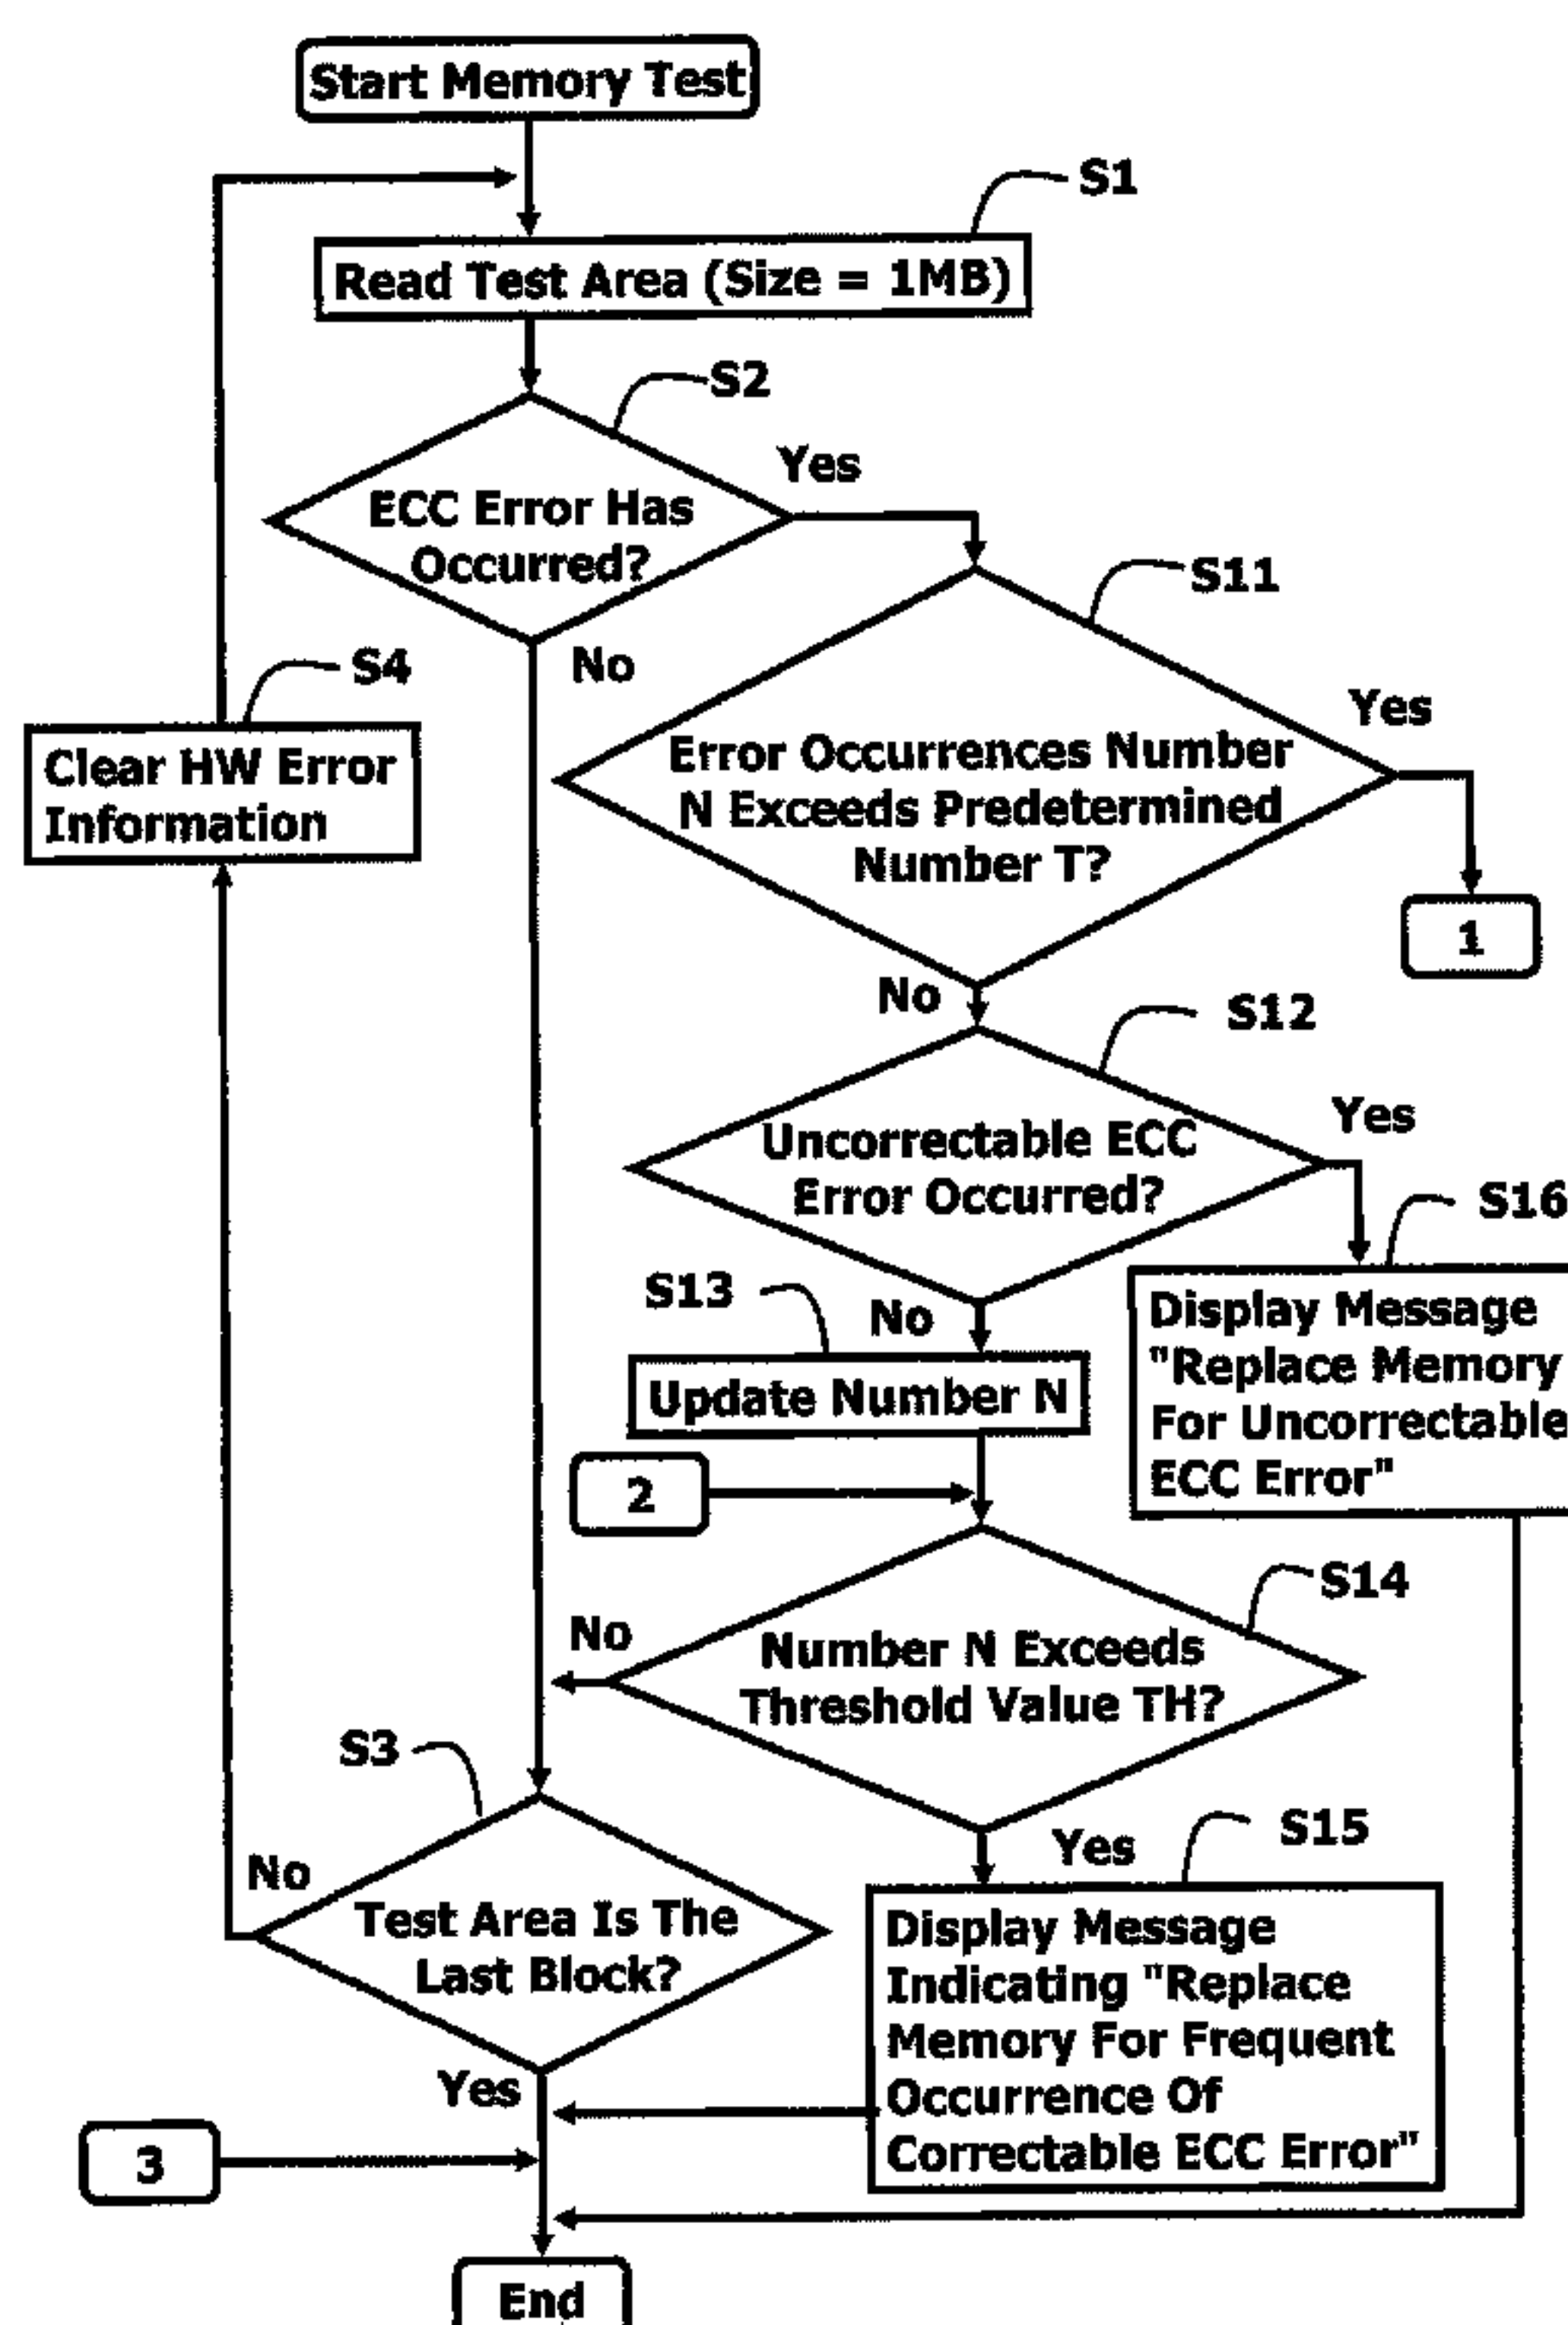 Start Memory Test
S1
Read Test Area (Size = 1MB)
S2
Yes
ECC Error Has
Occurred?
No
S11
S4
Clear HW Error
Information
Yes
Error Occurrences Number
N Exceeds Predetermined
Number T?
1
No
S12
Yes
Uncorrectable ECC
Error Occurred?
S16
Display Message
"Replace Memory
For Uncorrectable
ECC Error"
S13
No
Update Number N
2
S14
No
Number N Exceeds
Threshold Value TH?
S3
No
Test Area Is The
Last Block?
Yes
S15
Display Message
Indicating "Replace
Memory For Frequent
Occurrence Of
Correctable ECC Error"
Yes
3
End